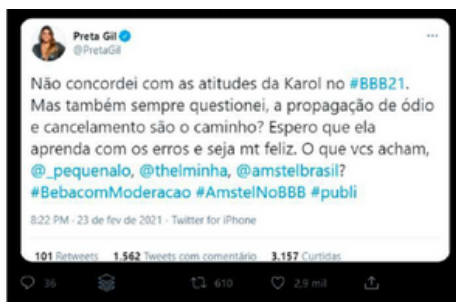 Preta Gil
@PretaGil
Não concordei com as atitudes da Karol no #BBB21.
Mas também sempre questionei, a propagação de ódio
e cancelamento são o caminho? Espero que ela
aprenda com os erros e seja mt feliz. O que vcs acham,
@_pequenalo, @thelminha, @amstelbrasil?
#BebacomModeracao #AmstelNoBBB #publi
8:22 PM · 23 de fev de 2021 · Twitter for iPhone
101 Retweets 1.562 Tweets com comentário 3.157 Curtidas
36 610 2,9 mil